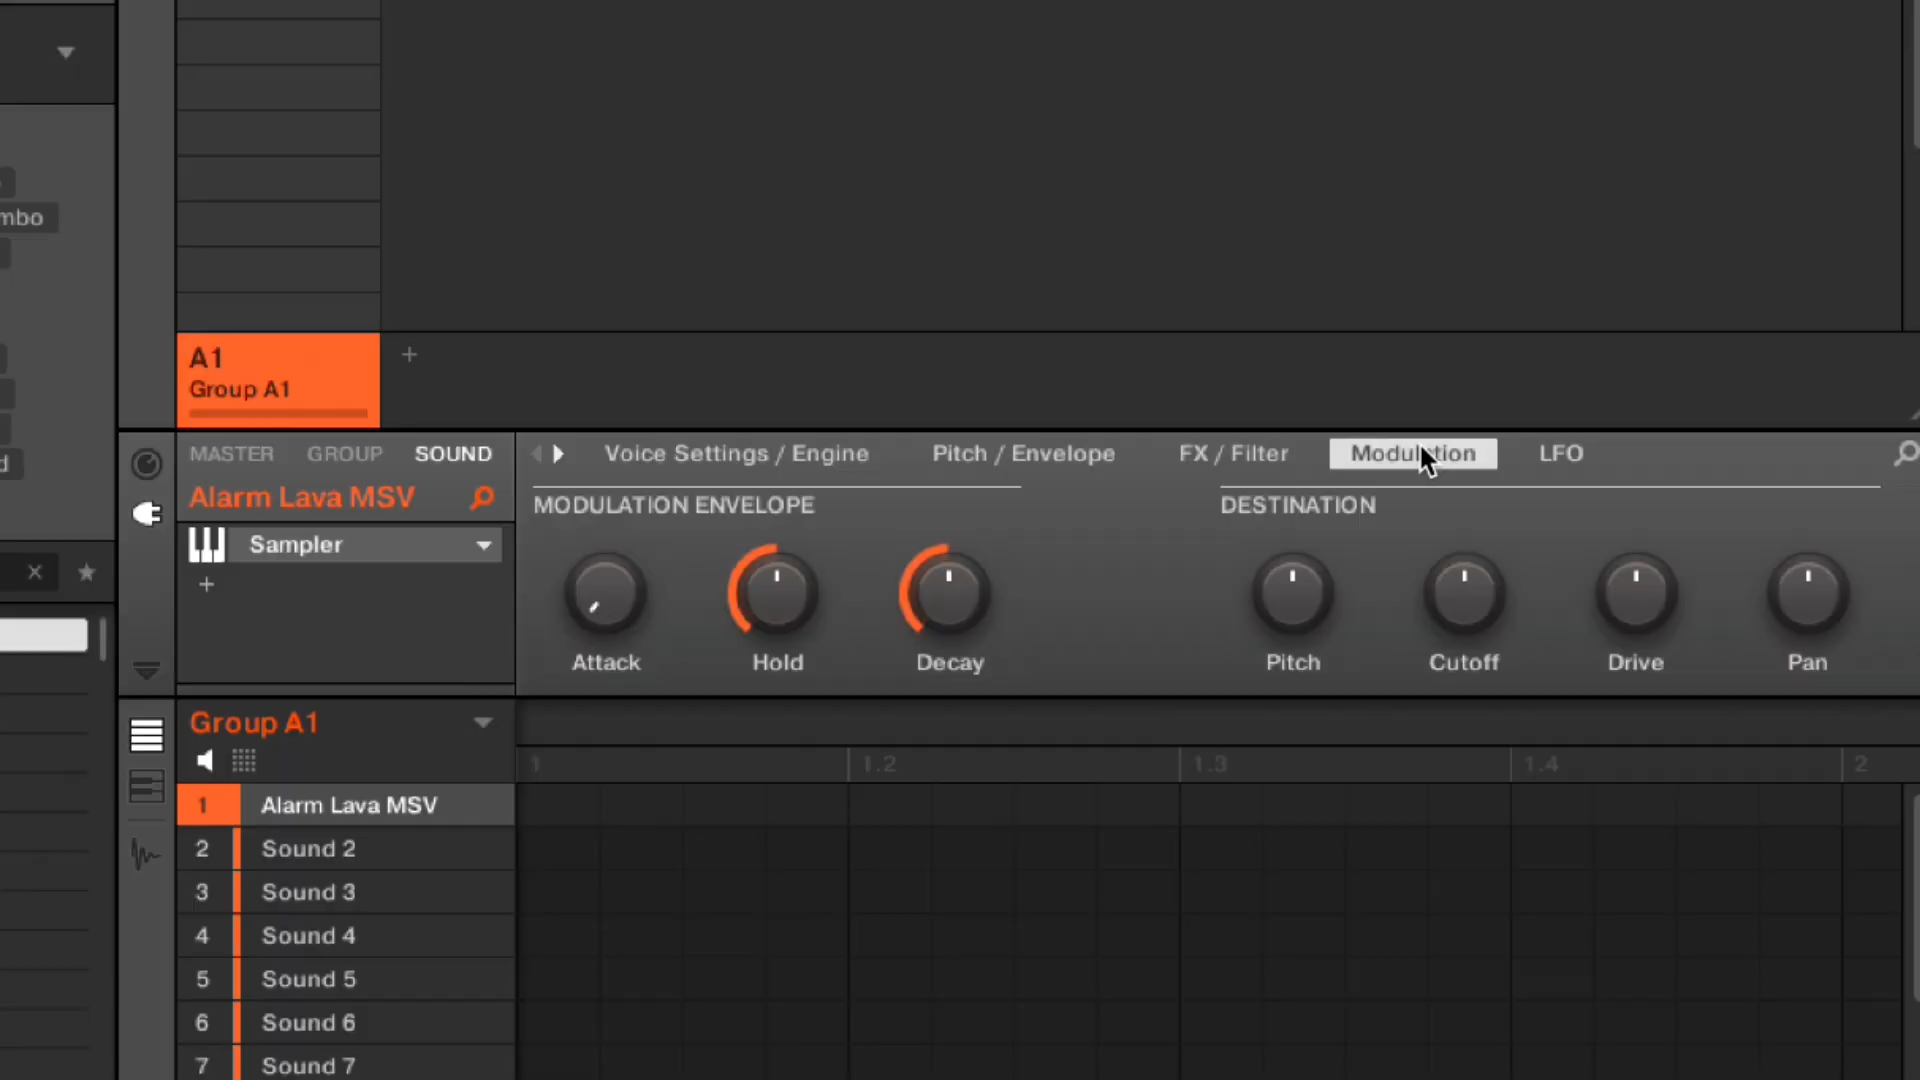 mbo
d
A1
Group A1
MASTER GROUP SOUND
Alarm Lava MSV
Sampler
Voice Settings / Engine Pitch / Envelope FX / Filter Modulation LFO
MODULATION ENVELOPE DESTINATION
Attack Hold Decay Pitch Cutoff Drive Pan
Group A1
1 1.2 1.3 1.4 2
1 Alarm Lava MSV
2 Sound 2
3 Sound 3
4 Sound 4
5 Sound 5
6 Sound 6
7 Sound 7